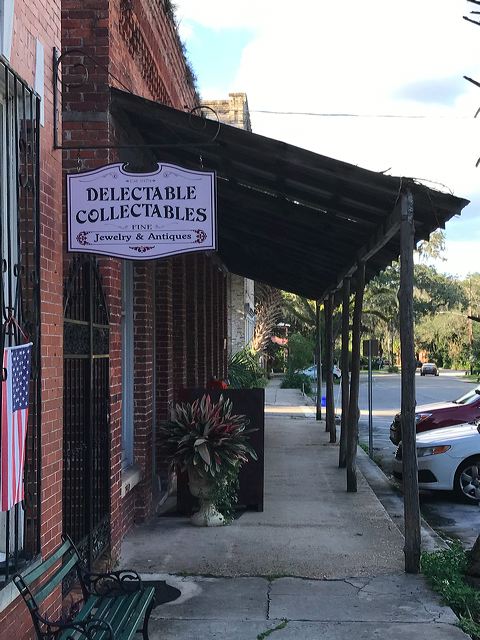 DELECTABLE
COLLECTABLES
FINE
Jewelry & Antiques